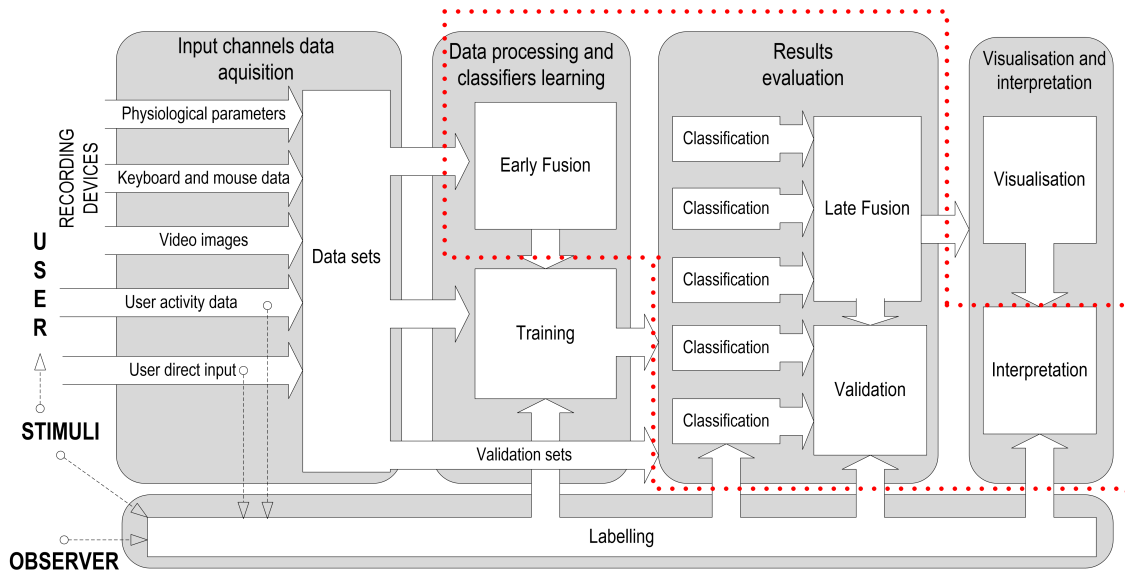 Input channels data
aquisition
Data processing and
classifiers learning
Results
evaluation
Visualisation and
interpretation
RECORDING
DEVICES
USER
Physiological parameters
Keyboard and mouse data
Video images
User activity data
User direct input
Data sets
Early Fusion
Training
Validation sets
Classification
Classification
Classification
Classification
Classification
Late Fusion
Validation
Visualisation
Interpretation
STIMULI
OBSERVER
Labelling